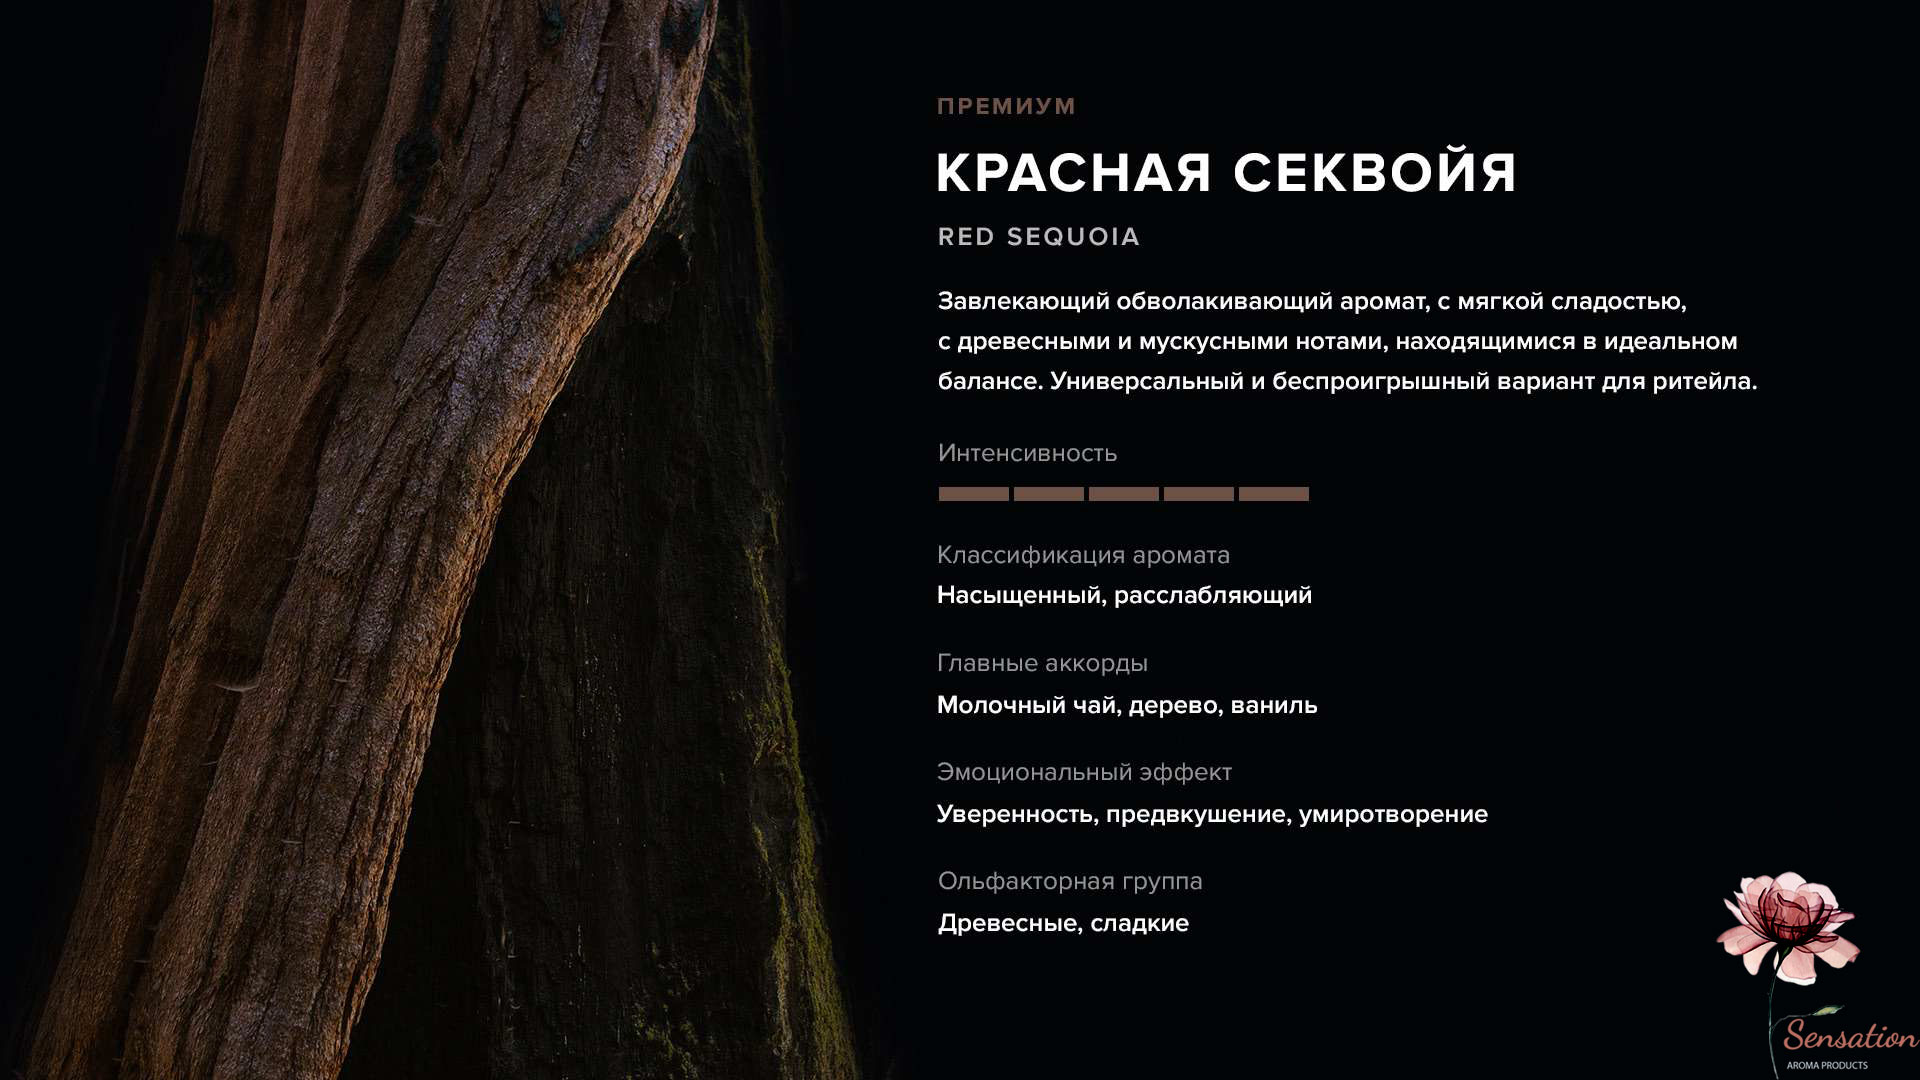 ПРЕМИУМ
КРАСНАЯ СЕКВОЙЯ
RED SEQUOIA
Завлекающий обволакивающий аромат, с мягкой сладостью,
с древесными и мускусными нотами, находящимися в идеальном
балансе. Универсальный и беспроигрышный вариант для ритейла.
Интенсивность
Классификация аромата
Насыщенный, расслабляющий
Главные аккорды
Молочный чай, дерево, ваниль
Эмоциональный эффект
Уверенность, предвкушение, умиротворение
Ольфакторная группа
Древесные, сладкие
Sensation
AROMA PRODUCTS